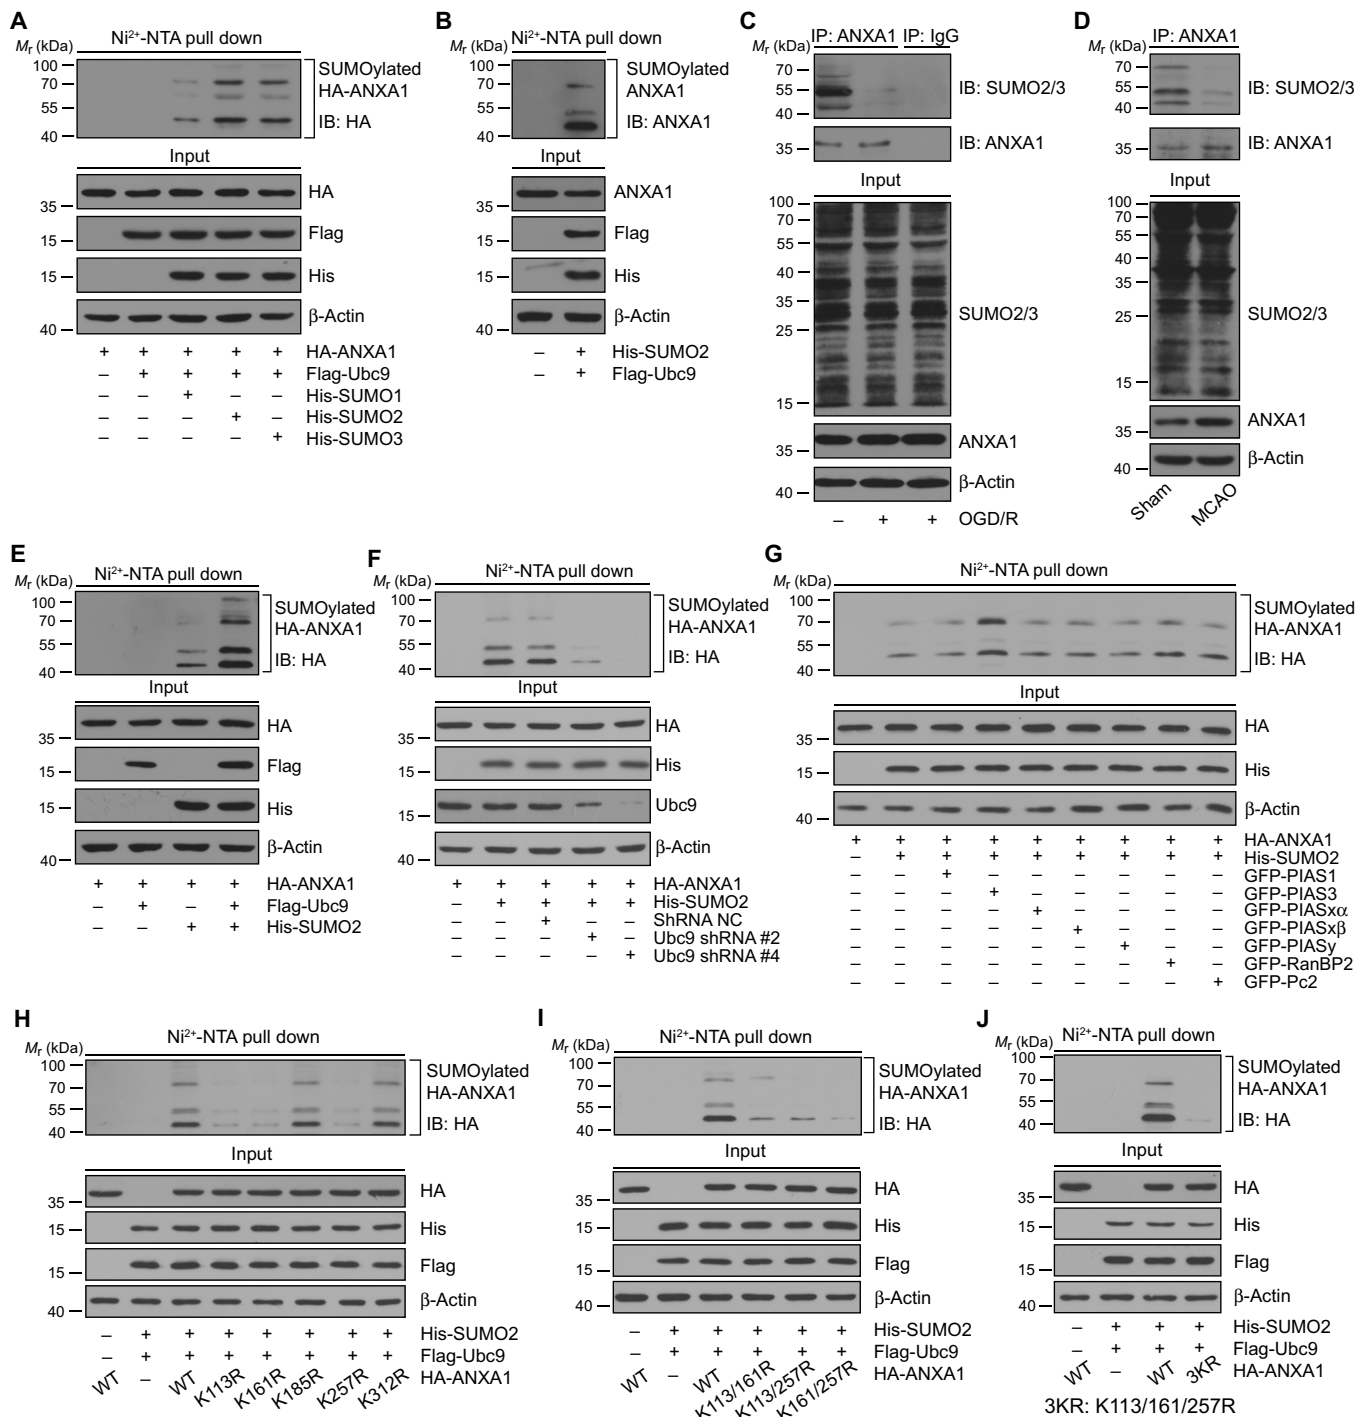 A
Mr (kDa)
Ni²⁺-NTA pull down
100
70
55
40
SUMOylated
HA-ANXA1
IB: HA
Input
HA
35
Flag
15
His
15
β-Actin
40
+ + + + + HA-ANXA1
– + + + + Flag-Ubc9
– – + – – His-SUMO1
– – – + – His-SUMO2
– – – – + His-SUMO3
B
Mr (kDa)
Ni²⁺-NTA pull down
100
70
55
40
SUMOylated
ANXA1
IB: ANXA1
Input
ANXA1
35
Flag
15
His
15
β-Actin
40
– + His-SUMO2
– + Flag-Ubc9
C
Mr (kDa)
IP: ANXA1 IP: IgG
70
55
40
IB: SUMO2/3
35
IB: ANXA1
Input
100
70
55
40
35
25
15
SUMO2/3
ANXA1
35
β-Actin
40
– + + OGD/R
D
Mr (kDa)
IP: ANXA1
70
55
40
IB: SUMO2/3
35
IB: ANXA1
Input
100
70
55
40
35
25
15
SUMO2/3
ANXA1
35
β-Actin
40
Sham MCAO
E
Mr (kDa)
Ni²⁺-NTA pull down
100
70
55
40
SUMOylated
HA-ANXA1
IB: HA
Input
HA
35
Flag
15
His
15
β-Actin
40
+ + + + HA-ANXA1
– + – + Flag-Ubc9
– – + + His-SUMO2
F
Mr (kDa)
Ni²⁺-NTA pull down
100
70
55
40
SUMOylated
HA-ANXA1
IB: HA
Input
HA
35
His
15
Ubc9
15
β-Actin
40
+ + + + + HA-ANXA1
– + + + + His-SUMO2
– – + – – ShRNA NC
– – – + – Ubc9 shRNA #2
– – – – + Ubc9 shRNA #4
G
Mr (kDa)
Ni²⁺-NTA pull down
100
70
55
40
SUMOylated
HA-ANXA1
IB: HA
Input
HA
35
His
15
β-Actin
40
+ + + + + + + + + HA-ANXA1
– + + + + + + + + His-SUMO2
– – + – – – – – – GFP-PIAS1
– – – + – – – – – GFP-PIAS3
– – – – + – – – – GFP-PIASxα
– – – – – + – – – GFP-PIASxβ
– – – – – – + – – GFP-PIASy
– – – – – – – + – GFP-RanBP2
– – – – – – – – + GFP-Pc2
H
Mr (kDa)
Ni²⁺-NTA pull down
100
70
55
40
SUMOylated
HA-ANXA1
IB: HA
Input
HA
35
His
15
Flag
15
β-Actin
40
– + + + + + + + His-SUMO2
– + + + + + + + Flag-Ubc9
WT – WT K113R K161R K185R K257R K312R HA-ANXA1
I
Mr (kDa)
Ni²⁺-NTA pull down
100
70
55
40
SUMOylated
HA-ANXA1
IB: HA
Input
HA
35
His
15
Flag
15
β-Actin
40
– + + + + + His-SUMO2
– + + + + + Flag-Ubc9
WT – WT K113/161R K113/257R K161/257R HA-ANXA1
J
Mr (kDa)
Ni²⁺-NTA pull down
100
70
55
40
SUMOylated
HA-ANXA1
IB: HA
Input
HA
35
His
15
Flag
15
β-Actin
40
– + + + His-SUMO2
– + + + Flag-Ubc9
WT – WT 3KR HA-ANXA1
3KR: K113/161/257R